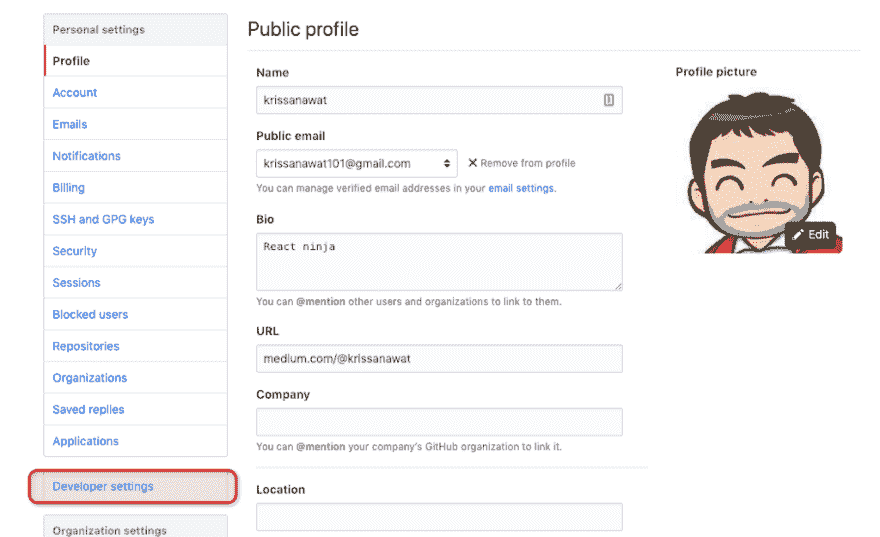 Personal settings
Profile
Account
Emails
Notifications
Billing
SSH and GPG keys
Security
Sessions
Blocked users
Repositories
Organizations
Saved replies
Applications
Developer settings
Organization settings
Public profile
Name
krissanawat
Public email
krissanawat101@gmail.com
Remove from profile
You can manage verified email addresses in your email settings.
Bio
React ninja
You can @mention other users and organizations to link to them.
URL
medium.com/@krissanawat
Company
You can @mention your company's GitHub organization to link it.
Location
Profile picture
Edit